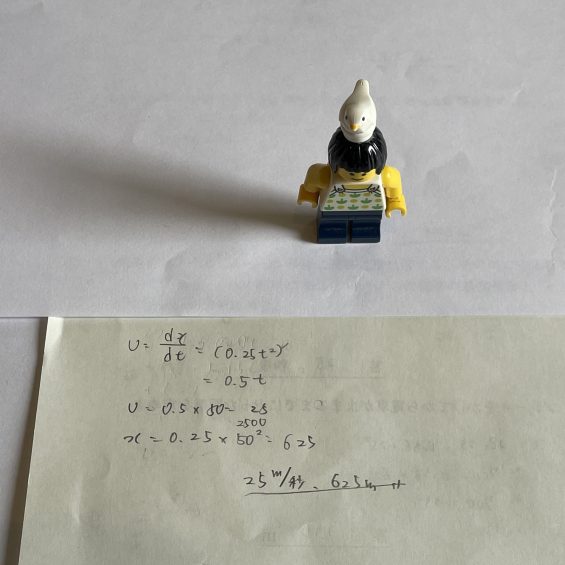 v = dx/dt = (0.25t²)'
= 0.5t
v = 0.5 × 50 = 25
2500
x = 0.25 × 50² = 625
25 m/秒、625m